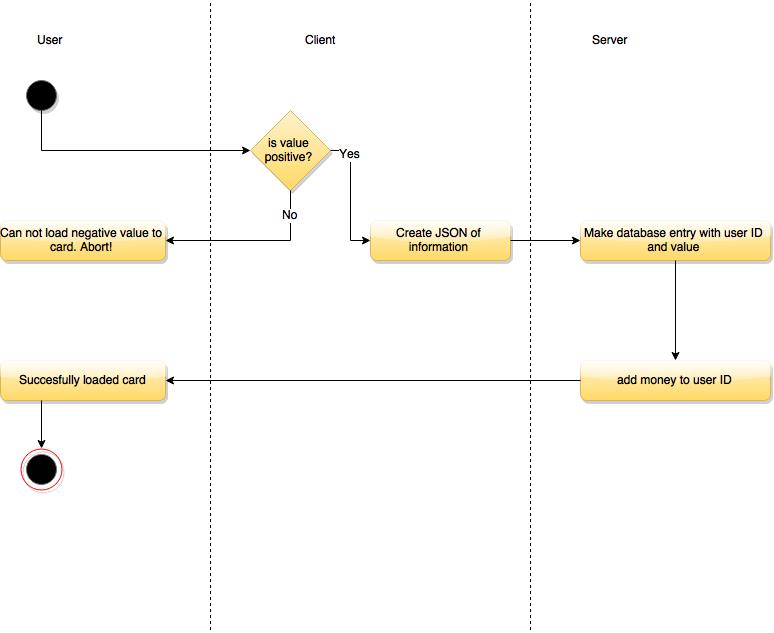 User
Client
Server
is value
positive?
Yes
No
Can not load negative value to
card. Abort!
Create JSON of
information
Make database entry with user ID
and value
Succesfully loaded card
add money to user ID